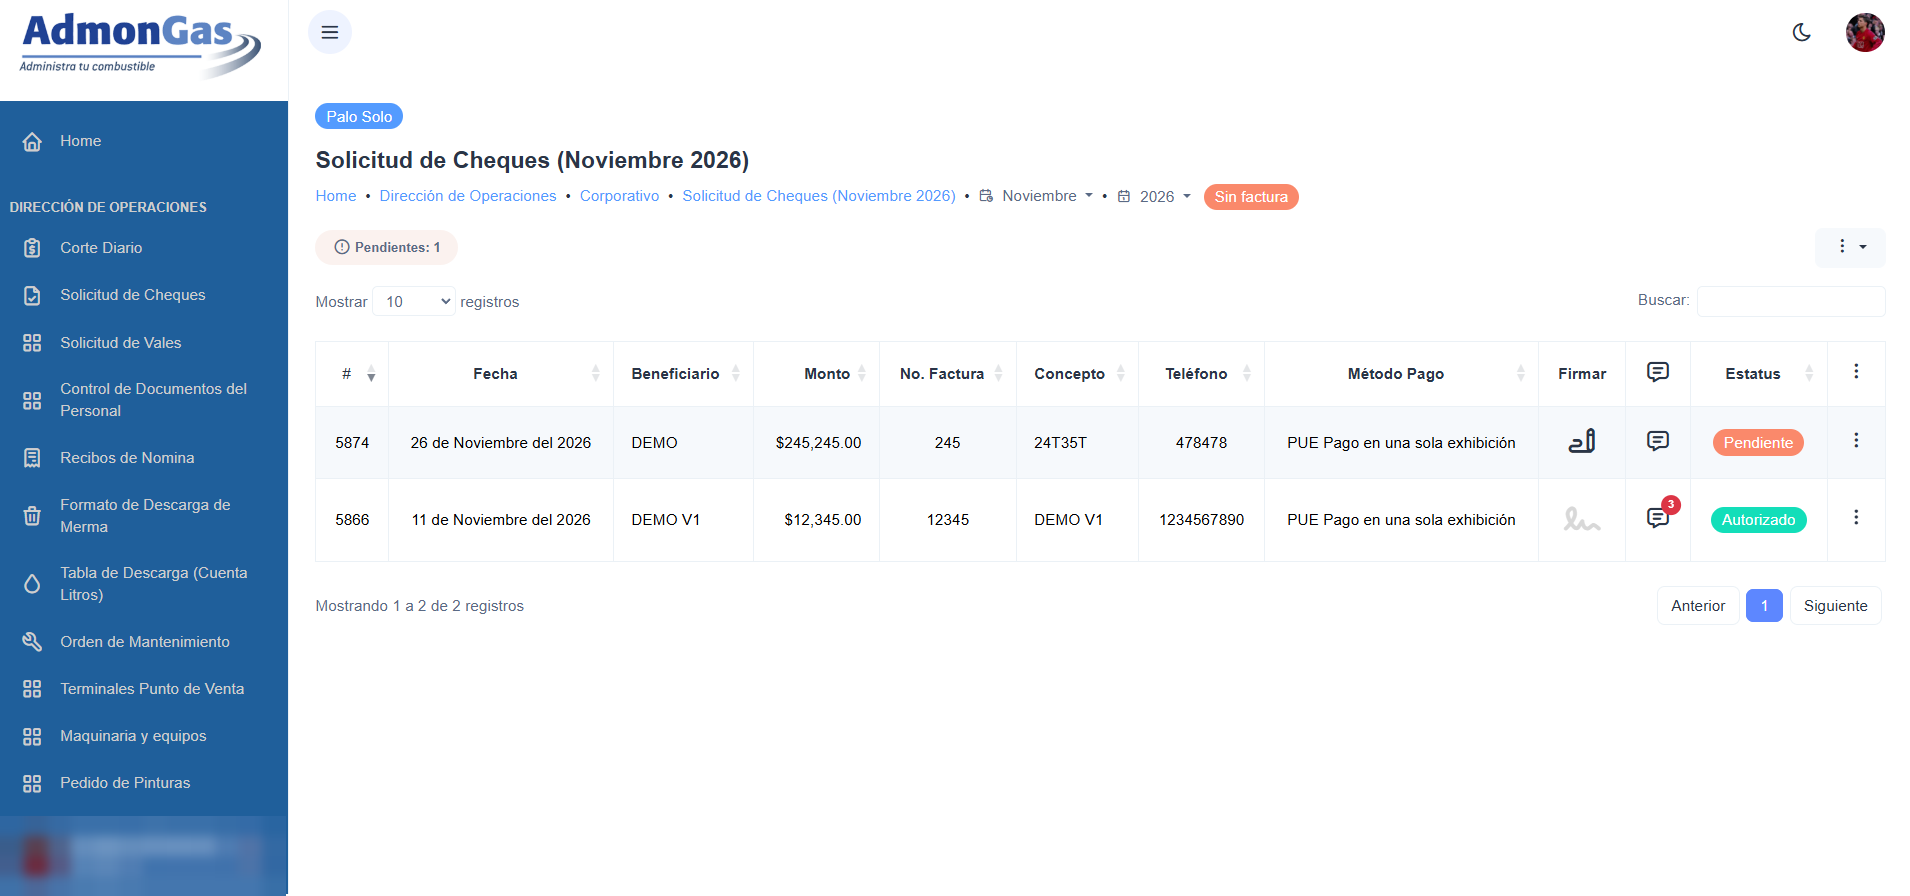 AdmonGas
Administra tu combustible
Home
DIRECCIÓN DE OPERACIONES
Corte Diario
Solicitud de Cheques
Solicitud de Vales
Control de Documentos del
Personal
Recibos de Nomina
Formato de Descarga de
Merma
Tabla de Descarga (Cuenta
Litros)
Orden de Mantenimiento
Terminales Punto de Venta
Maquinaria y equipos
Pedido de Pinturas
Palo Solo
Solicitud de Cheques (Noviembre 2026)
Home • Dirección de Operaciones • Corporativo • Solicitud de Cheques (Noviembre 2026) • Noviembre • 2026 Sin factura
Pendientes: 1
Mostrar 10 registros Buscar:
# Fecha Beneficiario Monto No. Factura Concepto Teléfono Método Pago Firmar Estatus
5874 26 de Noviembre del 2026 DEMO $245,245.00 245 24T35T 478478 PUE Pago en una sola exhibición Pendiente
5866 11 de Noviembre del 2026 DEMO V1 $12,345.00 12345 DEMO V1 1234567890 PUE Pago en una sola exhibición 3 Autorizado
Mostrando 1 a 2 de 2 registros Anterior 1 Siguiente